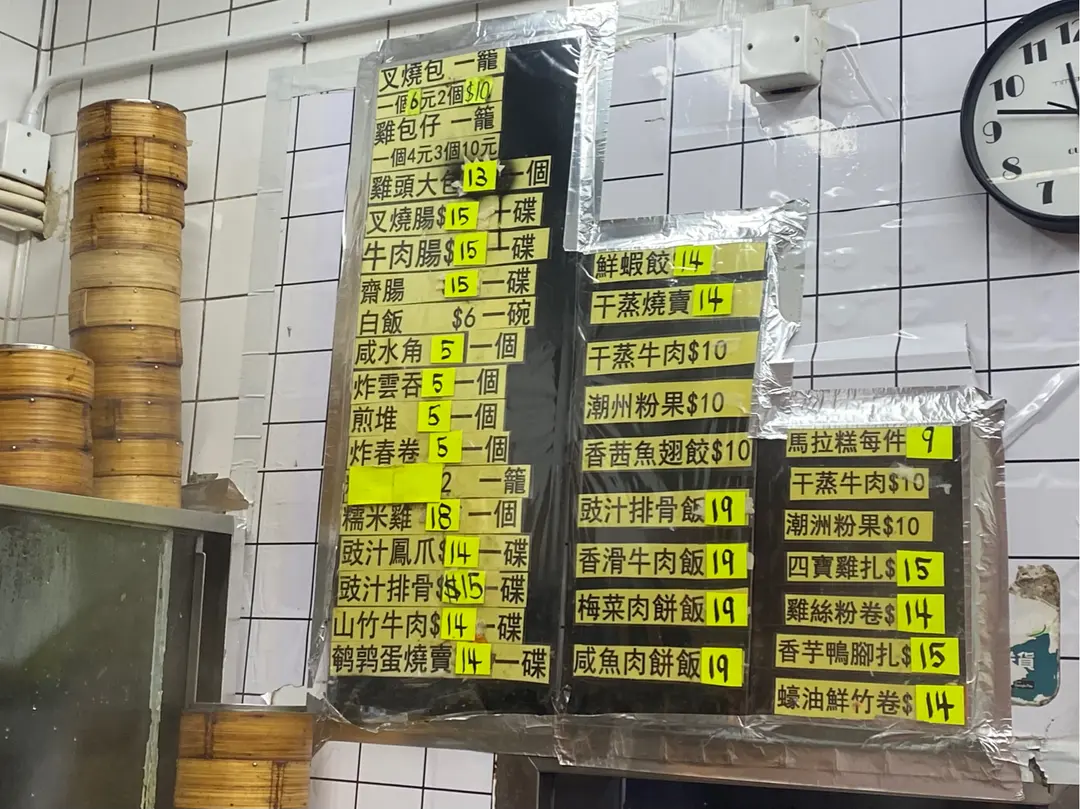 叉燒包 一籠
一個6元2個$10
雞包仔 一籠
一個4元3個10元
雞頭大包 13 一個
叉燒腸$15 一碟
牛肉腸$15 一碟
齋腸 15 一碟
白飯 $6 一碗
咸水角 5 一個
炸雲吞 5 一個
煎堆 5 一個
炸春卷 5 一個
2 一籠
糯米雞 18 一個
豉汁鳳爪$14 一碟
豉汁排骨$15 一碟
山竹牛肉$14 一碟
鹌鹑蛋燒賣 14 一碟
鮮蝦餃 14
干蒸燒賣 14
干蒸牛肉$10
潮州粉果$10
香茜魚翅餃$10
豉汁排骨飯 19
香滑牛肉飯 19
梅菜肉餅飯 19
咸魚肉餅飯 19
馬拉糕每件 9
干蒸牛肉$10
潮洲粉果$10
四寶雞扎$15
雞絲粉卷$14
香芋鴨腳扎$15
蠔油鮮竹卷$14
12
11
10
9
8
7